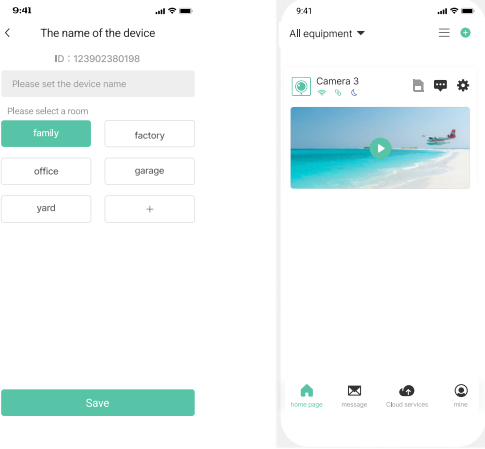 9:41
The name of the device
ID : 123902380198
Please set the device name
Please select a room
family
factory
office
garage
yard
+
Save
9:41
All equipment
Camera 3
home page
message
Cloud services
mine